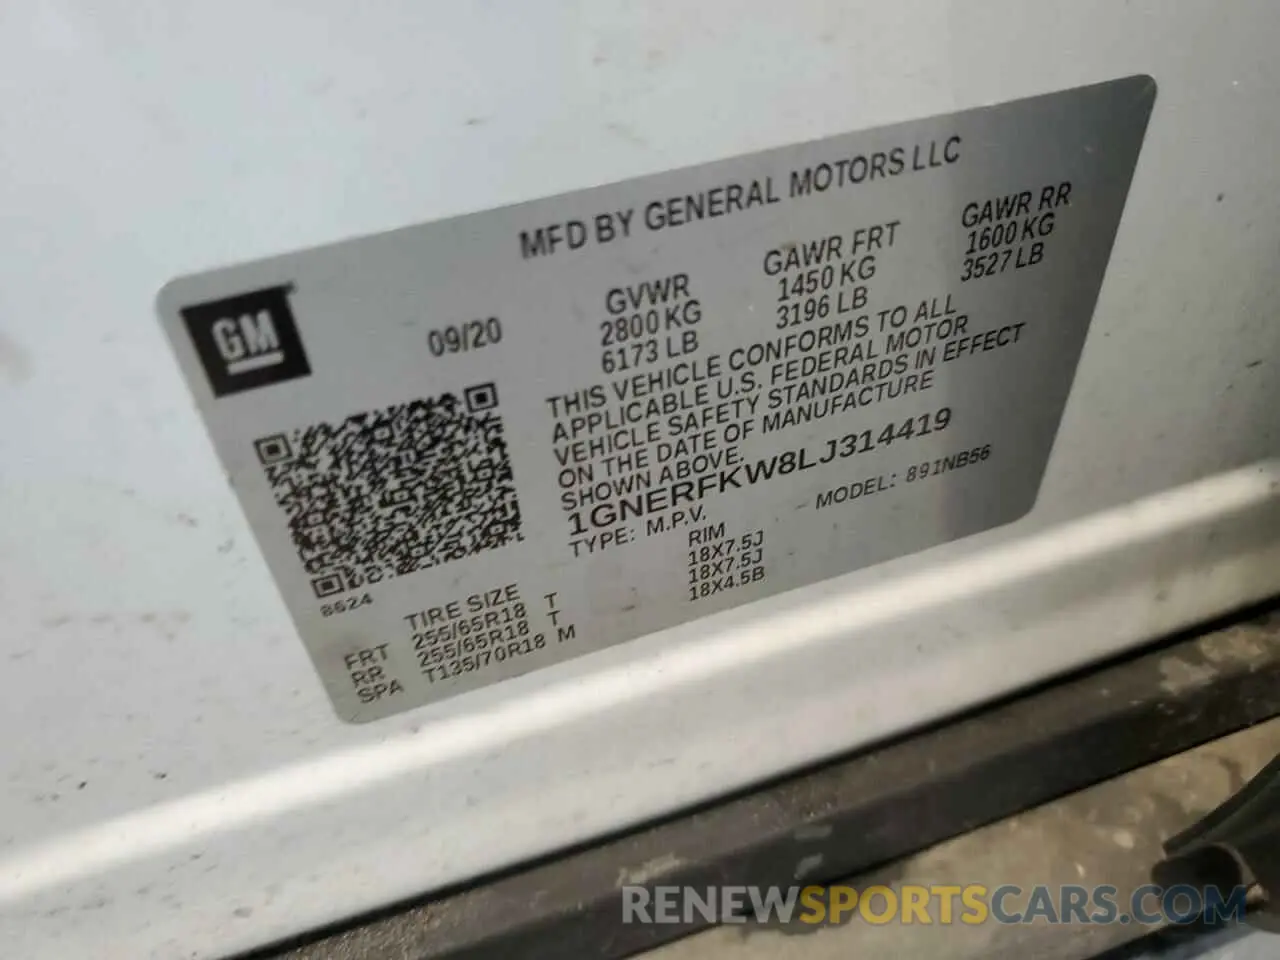 MFD BY GENERAL MOTORS LLC
GM
09/20
GVWR
2800 KG
6173 LB
GAWR FRT
1450 KG
3196 LB
GAWR RR
1600 KG
3527 LB
THIS VEHICLE CONFORMS TO ALL
APPLICABLE U.S. FEDERAL MOTOR
VEHICLE SAFETY STANDARDS IN EFFECT
ON THE DATE OF MANUFACTURE
SHOWN ABOVE.
1GNERFKW8LJ314419
TYPE: M.P.V.
MODEL: 891NB56
8624
TIRE SIZE RIM
FRT 255/65R18 T 18X7.5J
RR 255/65R18 T 18X7.5J
SPA T135/70R18 M 18X4.5B
RENEWSPORTSCARS.COM